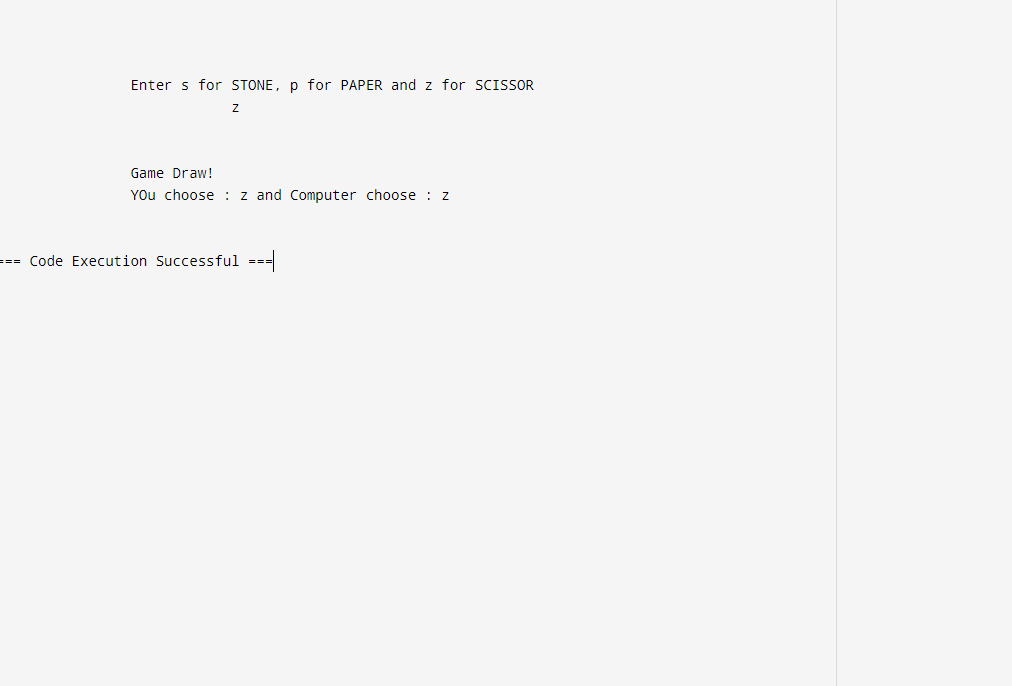 Enter s for STONE, p for PAPER and z for SCISSOR
z
Game Draw!
YOu choose : z and Computer choose : z
=== Code Execution Successful ===